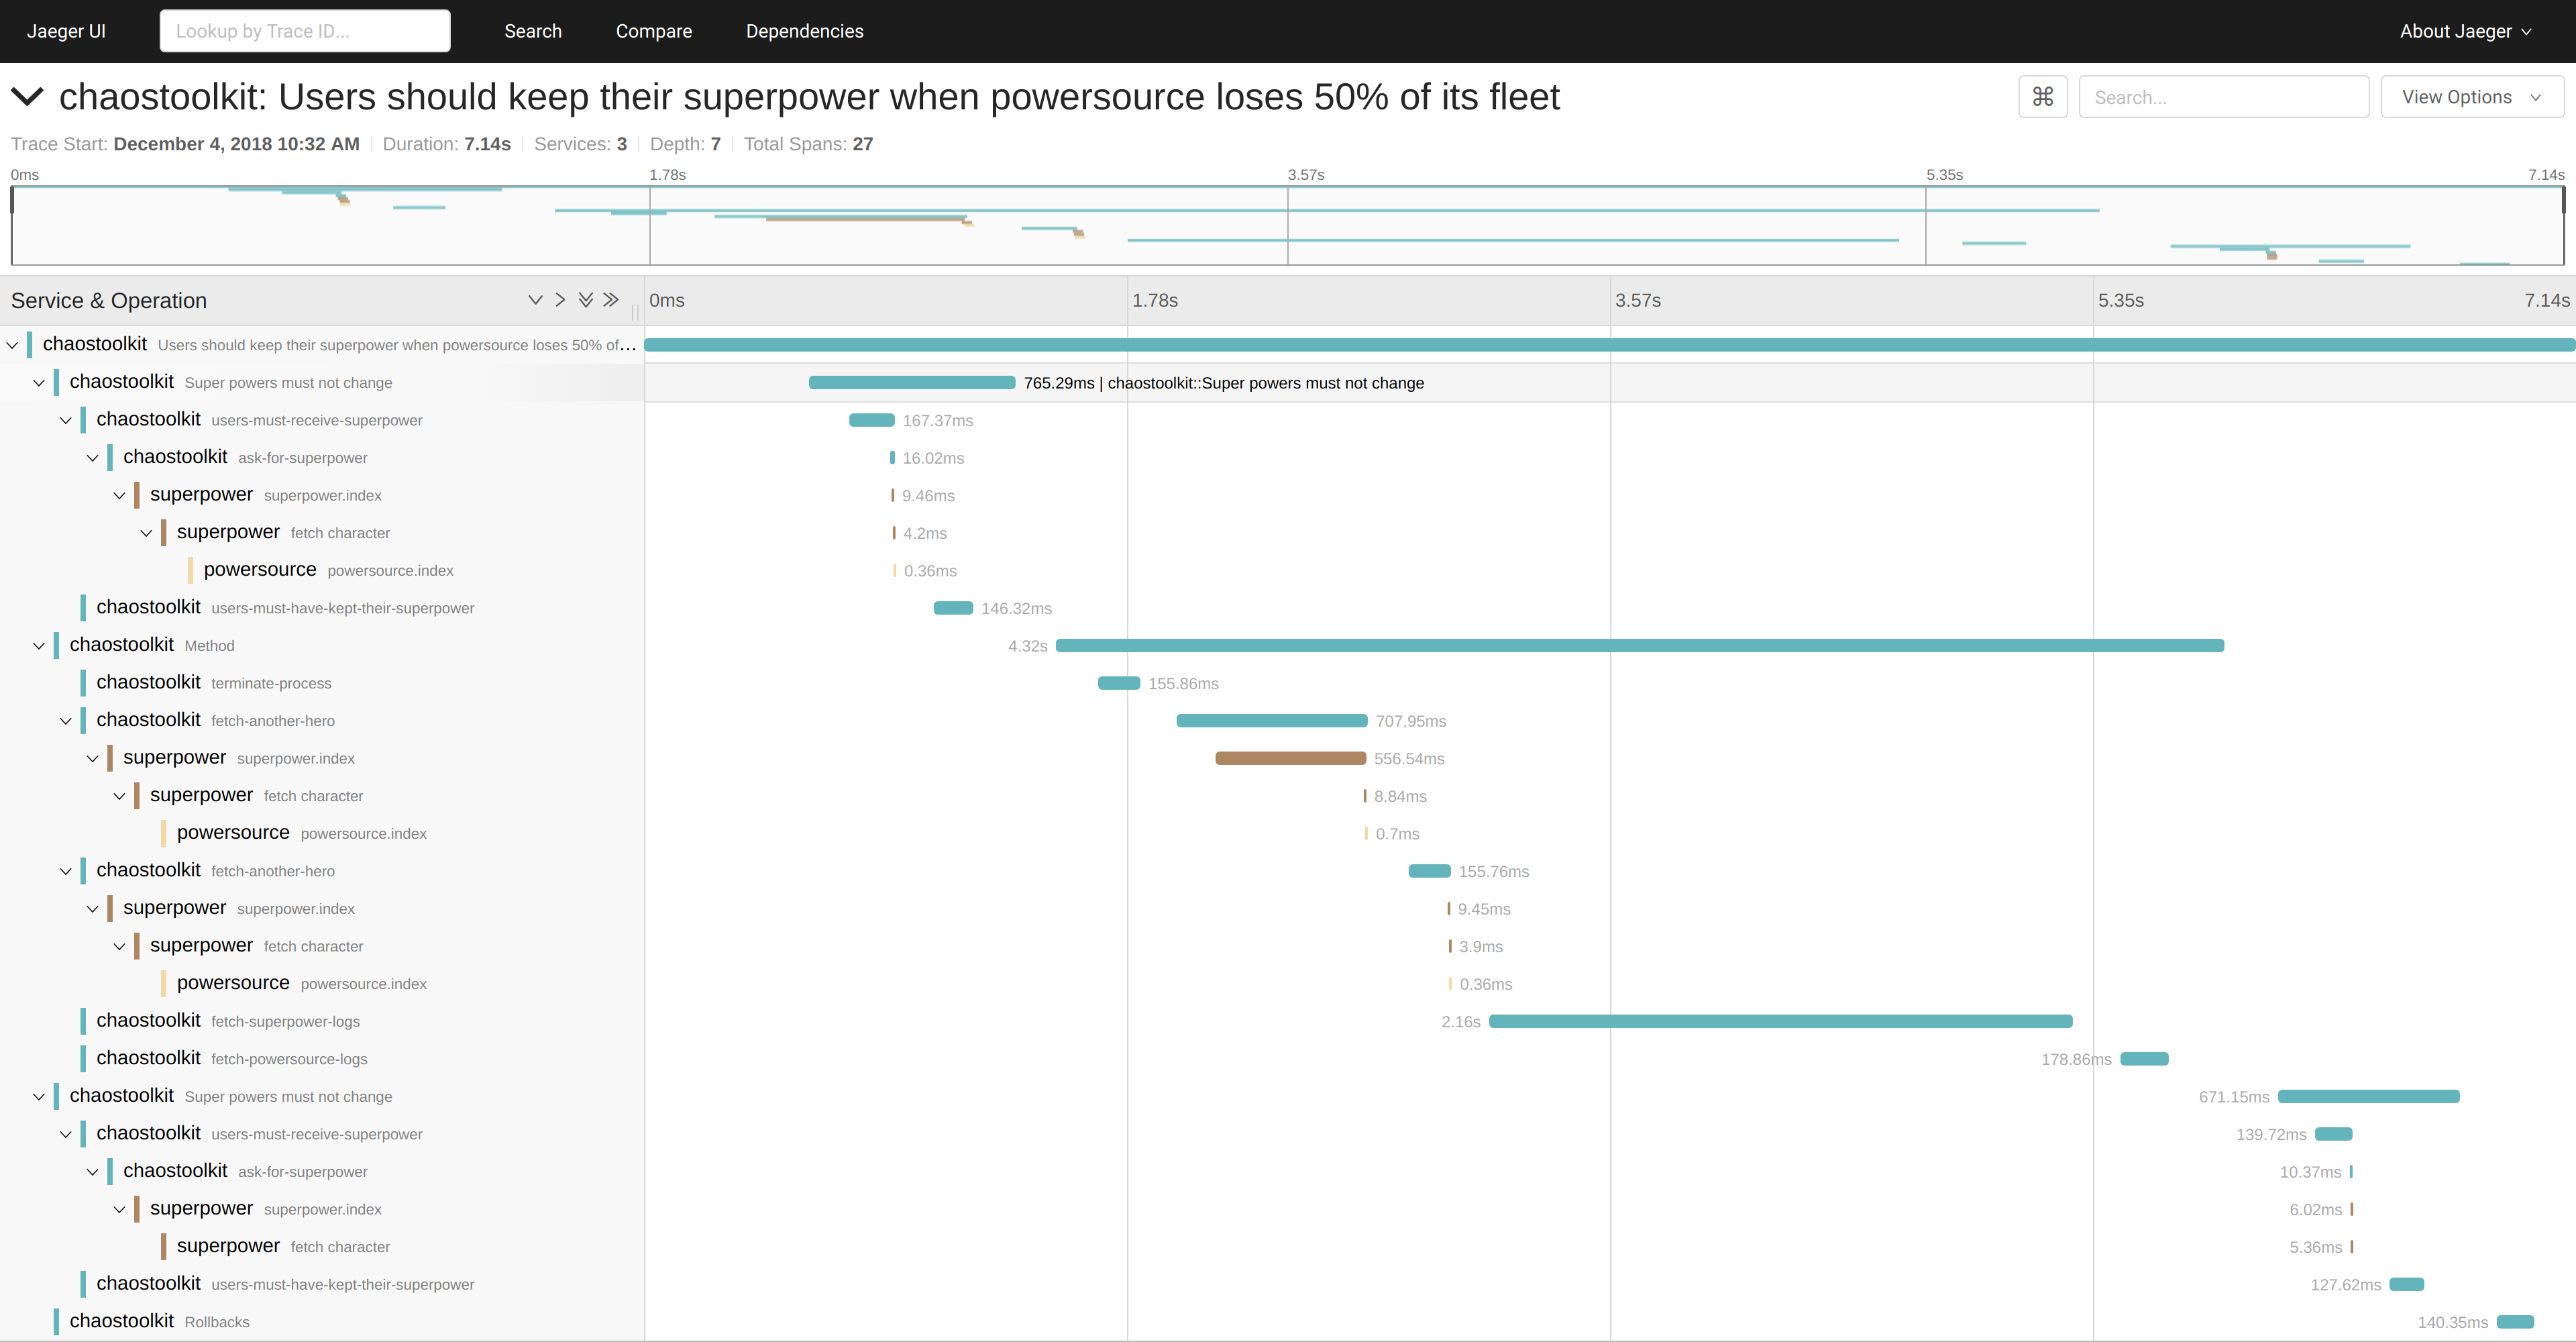 Jaeger UI Lookup by Trace ID... Search Compare Dependencies About Jaeger
chaostoolkit: Users should keep their superpower when powersource loses 50% of its fleet ⌘ Search... View Options
Trace Start: December 4, 2018 10:32 AM Duration: 7.14s Services: 3 Depth: 7 Total Spans: 27
0ms 1.78s 3.57s 5.35s 7.14s
Service & Operation 0ms 1.78s 3.57s 5.35s 7.14s
chaostoolkit Users should keep their superpower when powersource loses 50% of...
chaostoolkit Super powers must not change 765.29ms | chaostoolkit::Super powers must not change
chaostoolkit users-must-receive-superpower 167.37ms
chaostoolkit ask-for-superpower 16.02ms
superpower superpower.index 9.46ms
superpower fetch character 4.2ms
powersource powersource.index 0.36ms
chaostoolkit users-must-have-kept-their-superpower 146.32ms
chaostoolkit Method 4.32s
chaostoolkit terminate-process 155.86ms
chaostoolkit fetch-another-hero 707.95ms
superpower superpower.index 556.54ms
superpower fetch character 8.84ms
powersource powersource.index 0.7ms
chaostoolkit fetch-another-hero 155.76ms
superpower superpower.index 9.45ms
superpower fetch character 3.9ms
powersource powersource.index 0.36ms
chaostoolkit fetch-superpower-logs 2.16s
chaostoolkit fetch-powersource-logs 178.86ms
chaostoolkit Super powers must not change 671.15ms
chaostoolkit users-must-receive-superpower 139.72ms
chaostoolkit ask-for-superpower 10.37ms
superpower superpower.index 6.02ms
superpower fetch character 5.36ms
chaostoolkit users-must-have-kept-their-superpower 127.62ms
chaostoolkit Rollbacks 140.35ms